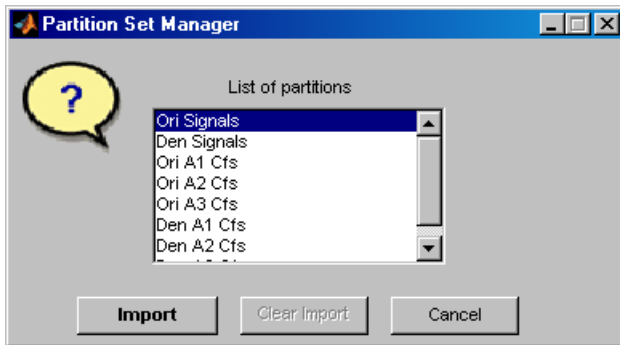 Partition Set Manager
?
List of partitions
Ori Signals
Den Signals
Ori A1 Cfs
Ori A2 Cfs
Ori A3 Cfs
Den A1 Cfs
Den A2 Cfs
Import
Clear Import
Cancel